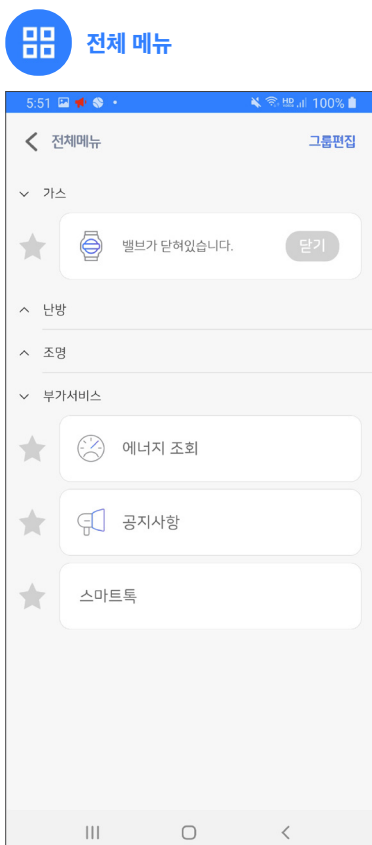 전체 메뉴
5:51 HD 100%
전체메뉴 그룹편집
가스
밸브가 닫혀있습니다. 닫기
난방
조명
부가서비스
에너지 조회
공지사항
스마트톡